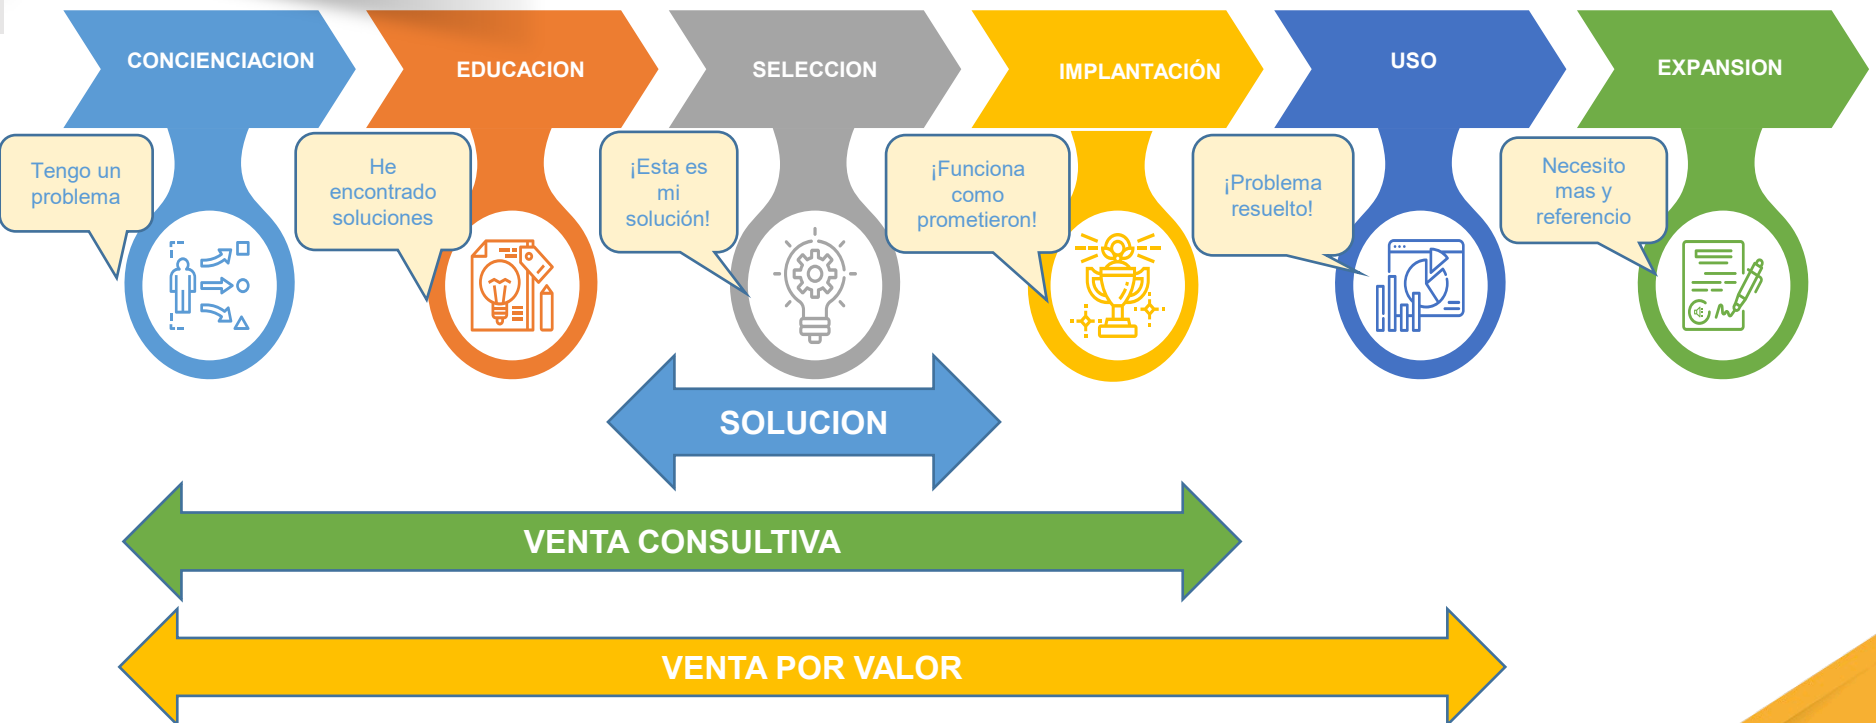 CONCIENCIACION
EDUCACION
SELECCION
IMPLANTACIÓN
USO
EXPANSION
Tengo un
problema
He
encontrado
soluciones
¡Esta es
mi
solución!
¡Funciona
como
prometieron!
¡Problema
resuelto!
Necesito
mas y
referencio
SOLUCION
VENTA CONSULTIVA
VENTA POR VALOR